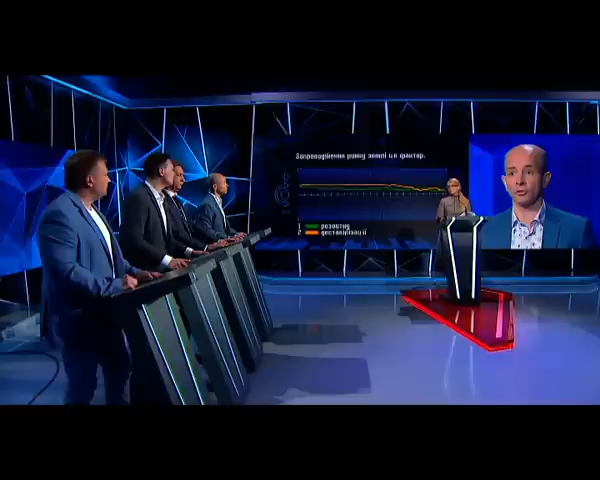 Запровадження ринку землі це фактор:
1 розвитку
2 дестабілізації